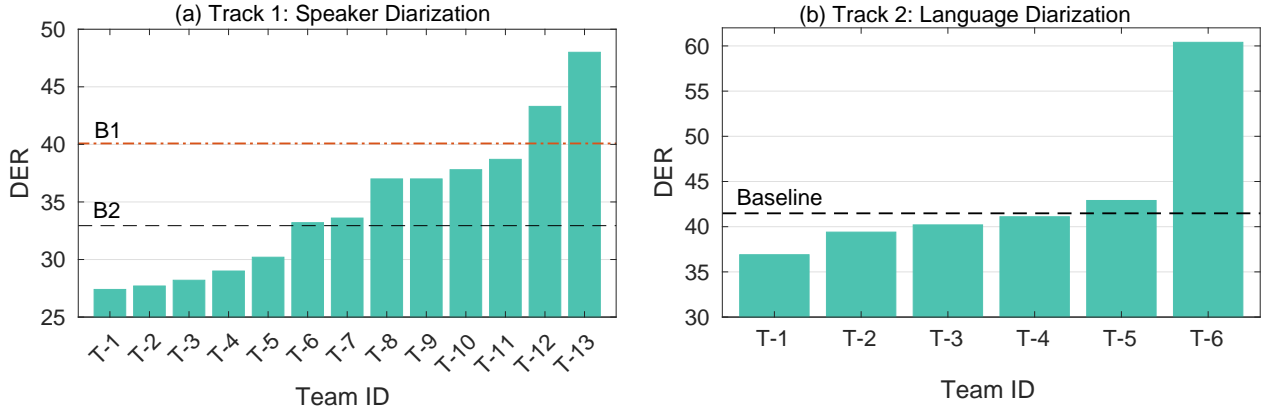 (a) Track 1: Speaker Diarization
50
45
40
35
30
25
DER
B1
B2
T-1 T-2 T-3 T-4 T-5 T-6 T-7 T-8 T-9 T-10 T-11 T-12 T-13
Team ID
(b) Track 2: Language Diarization
60
55
50
45
40
35
30
DER
Baseline
T-1 T-2 T-3 T-4 T-5 T-6
Team ID